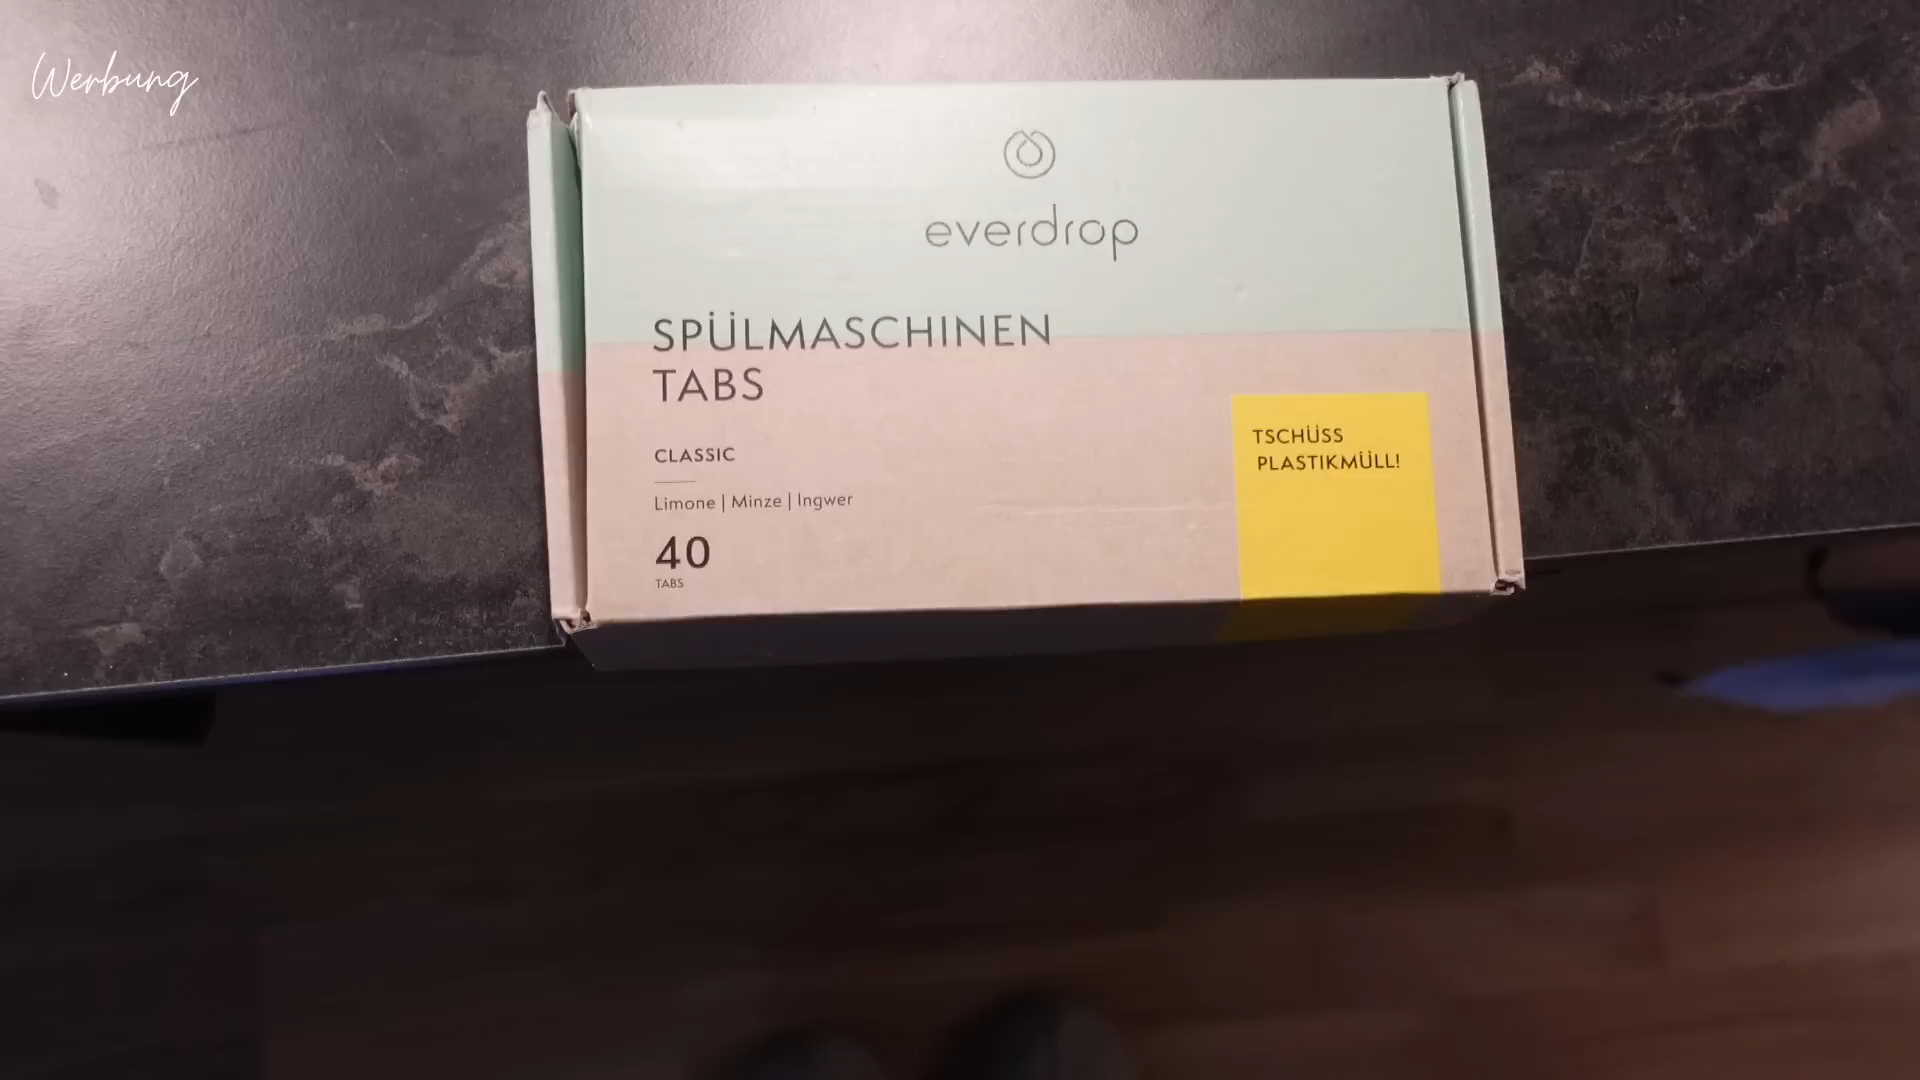 Werbung
everdrop
SPÜLMASCHINEN
TABS
CLASSIC
Limone | Minze | Ingwer
40
TABS
TSCHÜSS
PLASTIKMÜLL!